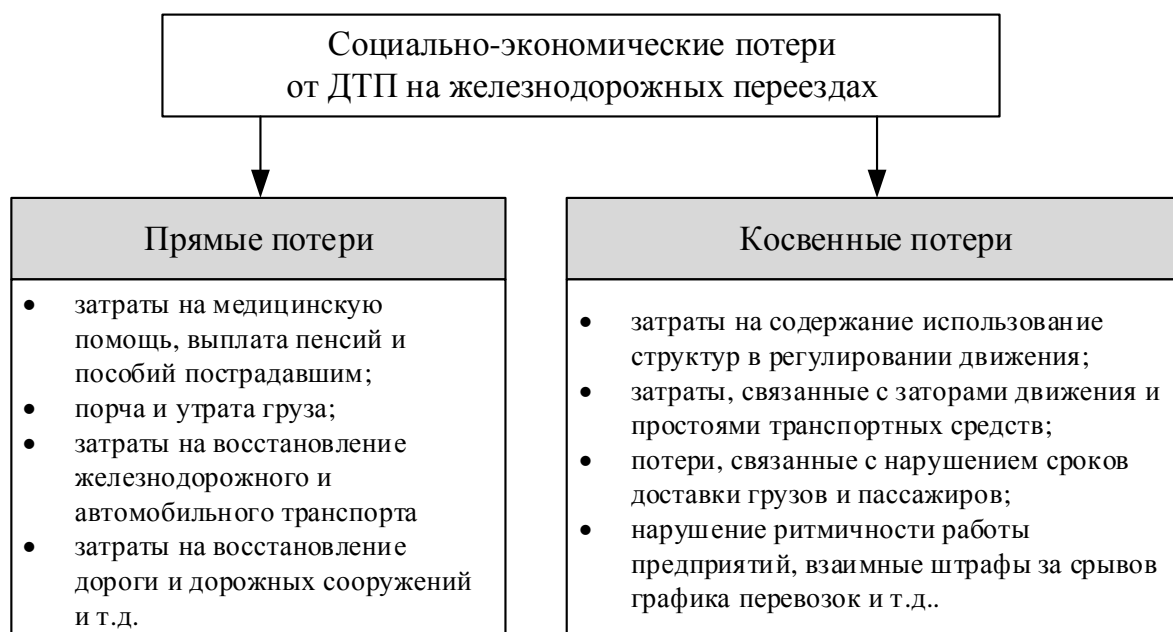 Социально-экономические потери
от ДТП на железнодорожных переездах
Прямые потери
• затраты на медицинскую
помощь, выплата пенсий и
пособий пострадавшим;
• порча и утрата груза;
• затраты на восстановление
железнодорожного и
автомобильного транспорта
• затраты на восстановление
дороги и дорожных сооружений
и т.д.
Косвенные потери
• затраты на содержание использование
структур в регулировании движения;
• затраты, связанные с заторами движения и
простоями транспортных средств;
• потери, связанные с нарушением сроков
доставки грузов и пассажиров;
• нарушение ритмичности работы
предприятий, взаимные штрафы за срывов
графика перевозок и т.д..